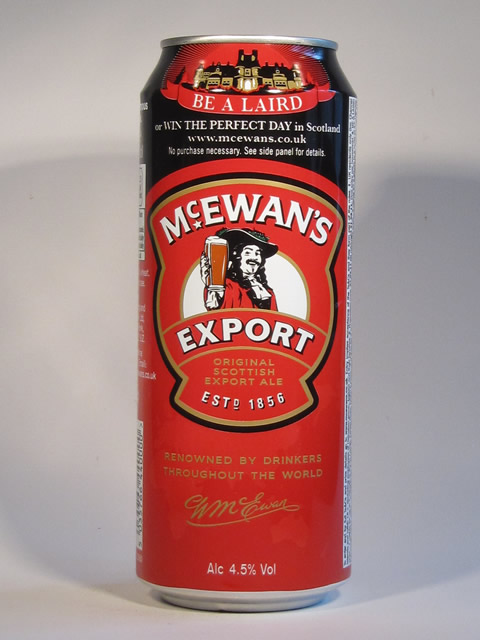 BE A LAIRD
or WIN THE PERFECT DAY in Scotland
www.mcewans.co.uk
No purchase necessary. See side panel for details.
McEWAN'S
EXPORT
ORIGINAL
SCOTTISH
EXPORT ALE
ESTD 1856
RENOWNED BY DRINKERS
THROUGHOUT THE WORLD
Wm McEwan
Alc 4.5% Vol